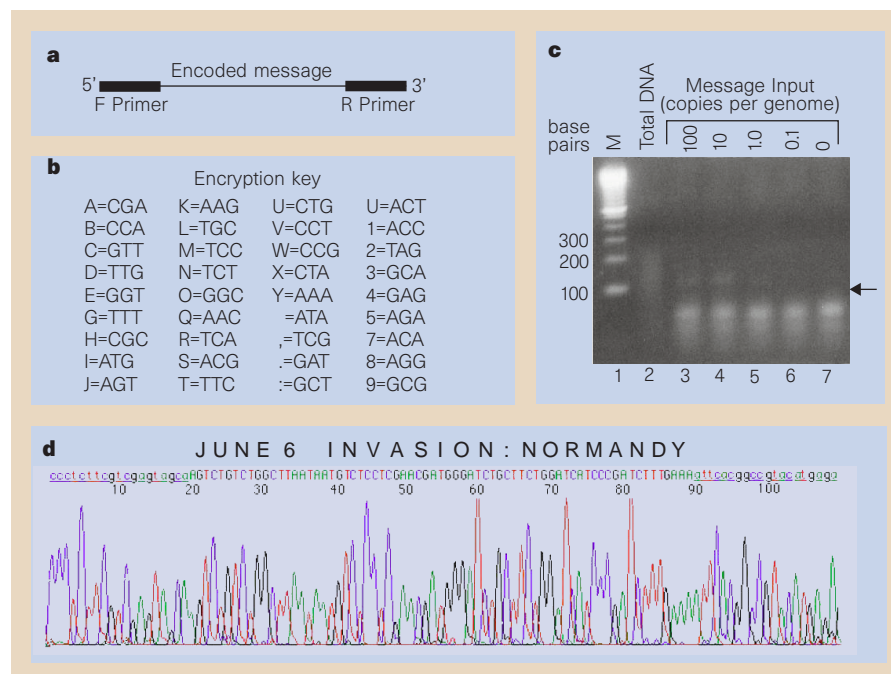 a
Encoded message
5' 3'
F Primer R Primer
b
Encryption key
A=CGA K=AAG U=CTG U=ACT
B=CCA L=TGC V=CCT 1=ACC
C=GTT M=TCC W=CCG 2=TAG
D=TTG N=TCT X=CTA 3=GCA
E=GGT O=GGC Y=AAA 4=GAG
G=TTT Q=AAC =ATA 5=AGA
H=CGC R=TCA ,=TCG 7=ACA
I=ATG S=ACG .=GAT 8=AGG
J=AGT T=TTC :=GCT 9=GCG
c
Message Input
(copies per genome)
base
pairs
M Total DNA 100 10 1.0 0.1 0
300
200
100
1 2 3 4 5 6 7
d
JUNE 6 INVASION: NORMANDY
ccctcttcgtcgagtagcaAGTCTGTCTGGCTTAATAATGTCTCCTCGAACGATGGGATCTGCTTCTGGATCATCCCGATCTTTGAAAattcacggccgtacatgaga
10 20 30 40 50 60 70 80 90 100